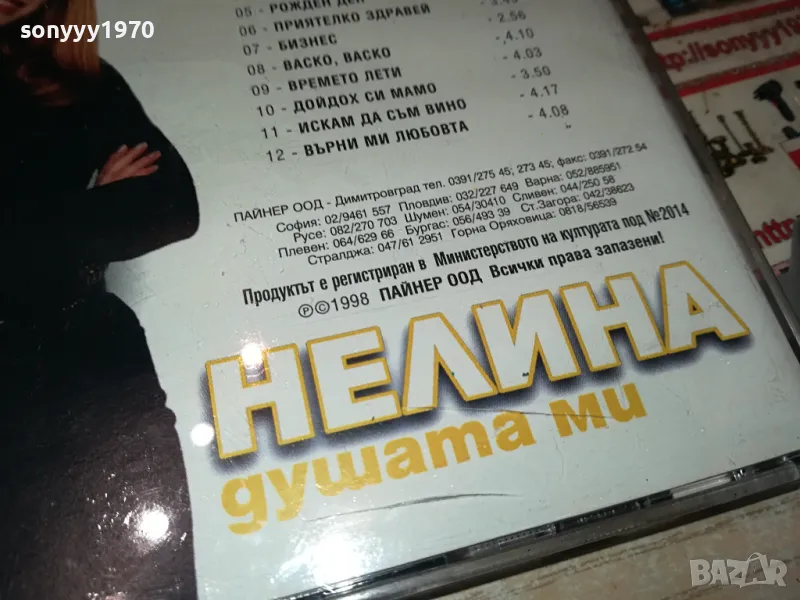 sonyyy1970
05 - РОЖДЕН ДЕН
06 - ПРИЯТЕЛКО ЗДРАВЕЙ - 2.56
07 - БИЗНЕС - 4.10
08 - ВАСКО, ВАСКО - 4.03
09 - ВРЕМЕТО ЛЕТИ - 3.50
10 - ДОЙДОХ СИ МАМО - 4.17
11 - ИСКАМ ДА СЪМ ВИНО - 4.08
12 - ВЪРНИ МИ ЛЮБОВТА
ПАЙНЕР ООД - Димитровград тел. 0391/275 45; 273 45; факс: 0391/272 54
София: 02/9461 557 Пловдив: 032/227 649 Варна: 052/885951
Русе: 082/270 703 Шумен: 054/30410 Сливен: 044/250 58
Плевен: 064/629 66 Бургас: 056/493 39 Ст.Загора: 042/38623
Стралджа: 047/61 2951 Горна Оряховица: 0818/56539
Продуктът е регистриран в Министерството на културата под №2014
℗©1998 ПАЙНЕР ООД Всички права запазени!
НЕЛИНА
душата ми
BAZAR